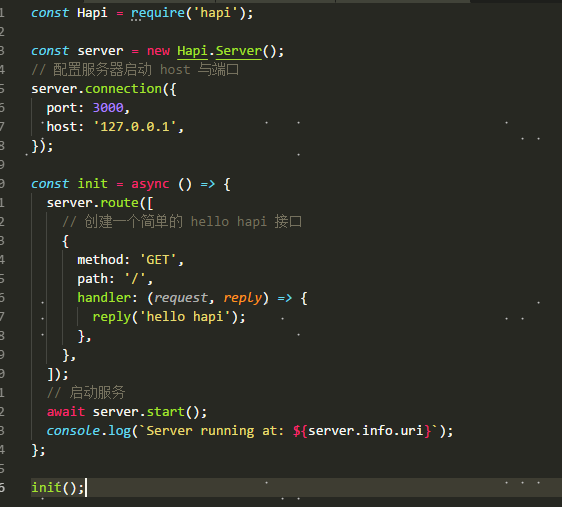 1 const Hapi = require('hapi');
2
3 const server = new Hapi.Server();
4 // 配置服务器启动 host 与端口
5 server.connection({
6   port: 3000,
7   host: '127.0.0.1',
8 });
9
0 const init = async () => {
1   server.route([
2     // 创建一个简单的 hello hapi 接口
3     {
4       method: 'GET',
5       path: '/',
6       handler: (request, reply) => {
7         reply('hello hapi');
8       },
9     },
0   ]);
1   // 启动服务
2   await server.start();
3   console.log(`Server running at: ${server.info.uri}`);
4 };
5
6 init();